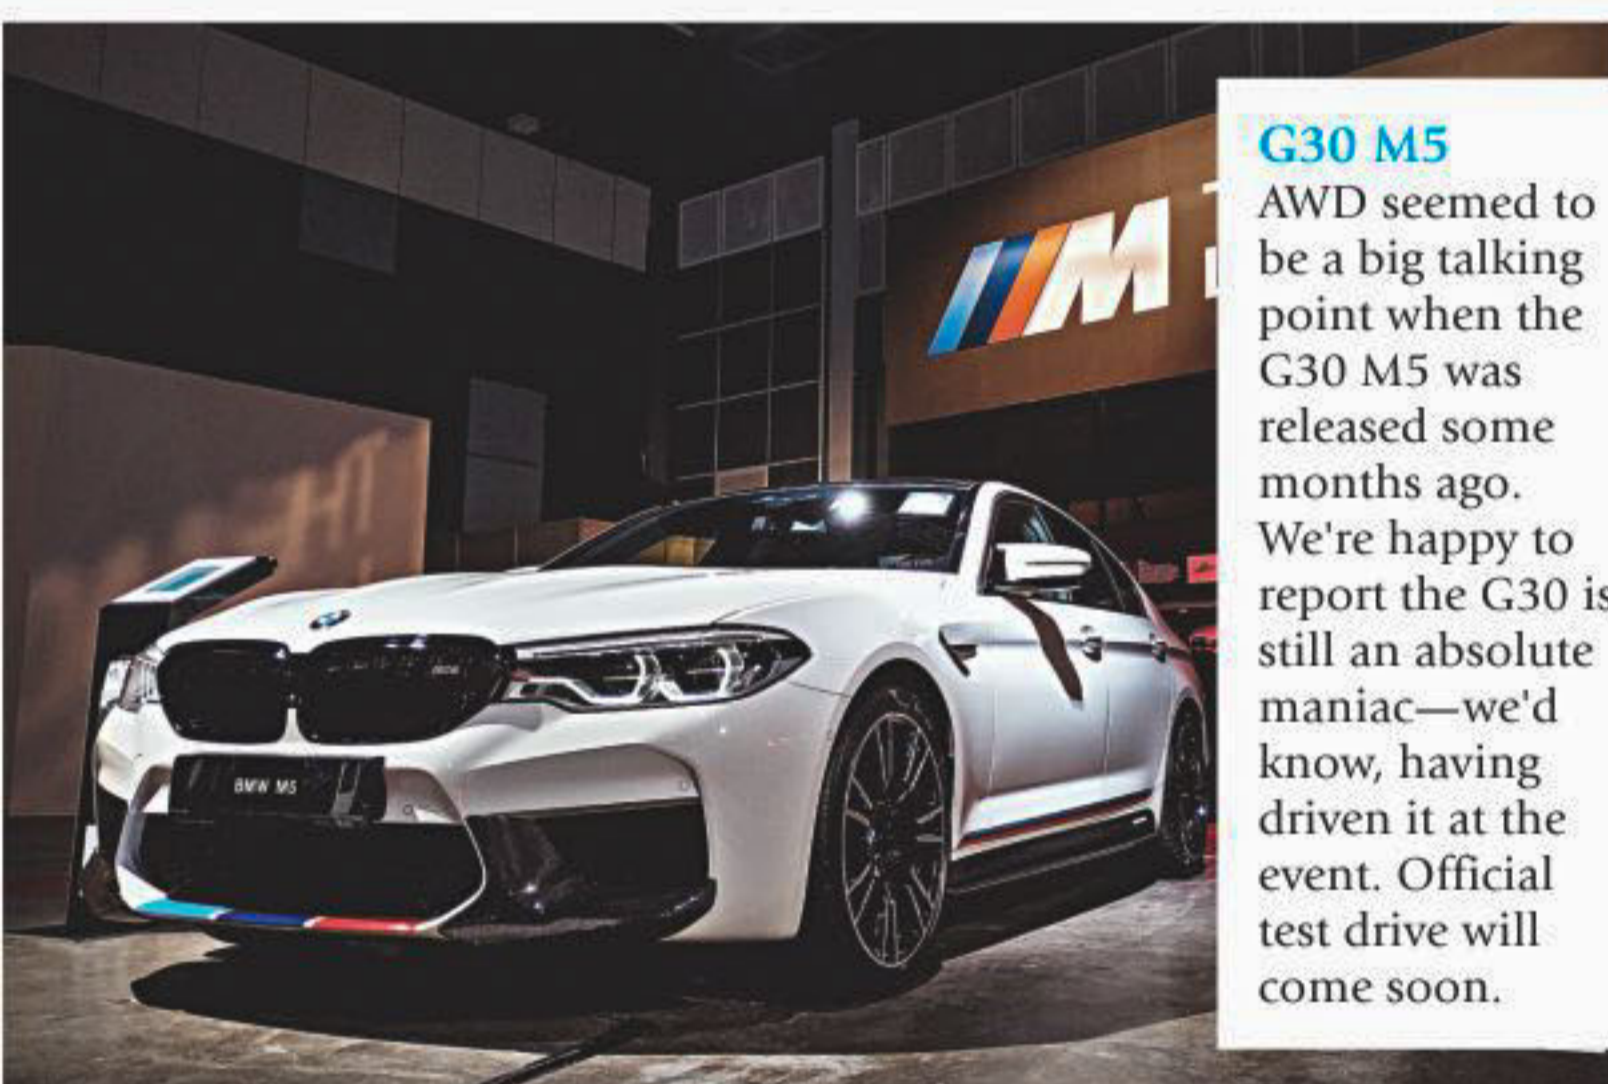 G30 M5
AWD seemed to
be a big talking
point when the
G30 M5 was
released some
months ago.
We're happy to
report the G30 is
still an absolute
maniac—we'd
know, having
driven it at the
event. Official
test drive will
come soon.
M
BMW M5